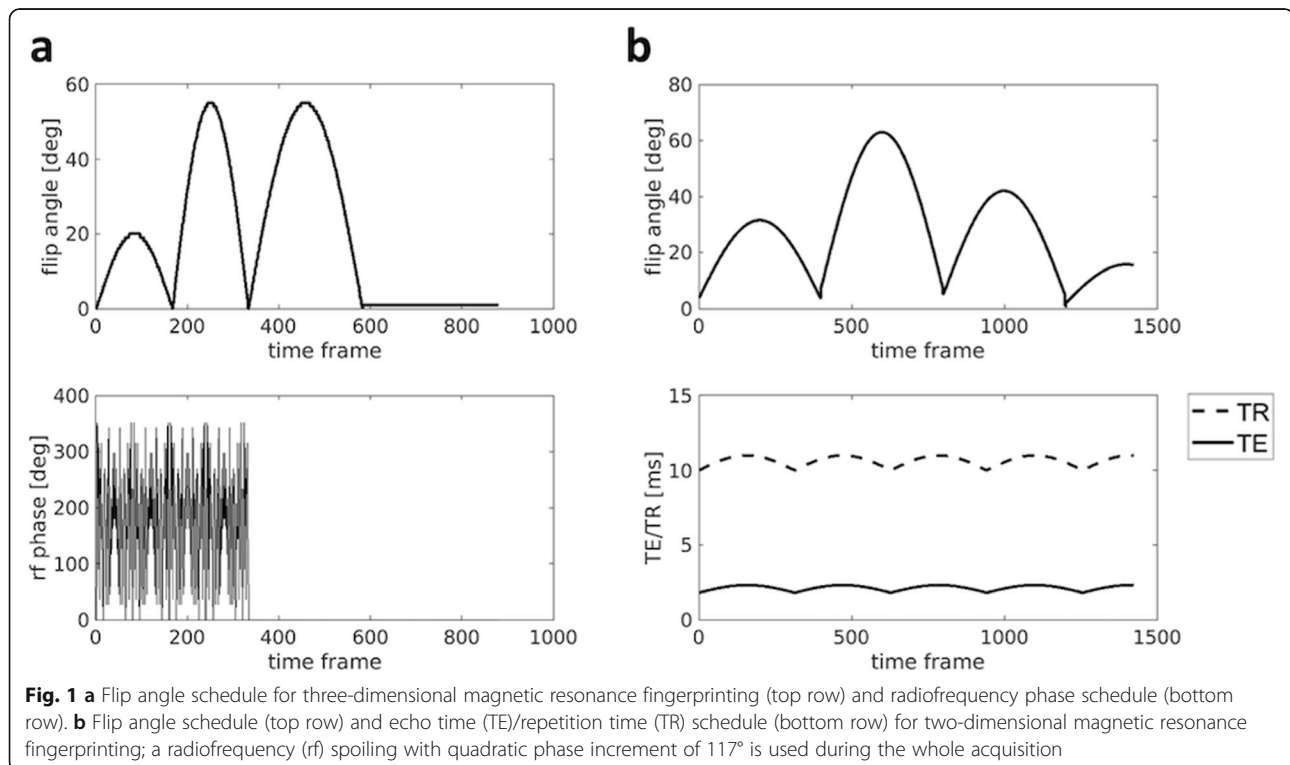 a
b
60
40
20
0
flip angle [deg]
0 200 400 600 800 1000
time frame
80
60
40
20
0
flip angle [deg]
0 500 1000 1500
time frame
400
300
200
100
0
rf phase [deg]
0 200 400 600 800 1000
time frame
15
10
5
0
TE/TR [ms]
0 500 1000 1500
time frame
TR
TE
Fig. 1 a Flip angle schedule for three-dimensional magnetic resonance fingerprinting (top row) and radiofrequency phase schedule (bottom
row). b Flip angle schedule (top row) and echo time (TE)/repetition time (TR) schedule (bottom row) for two-dimensional magnetic resonance
fingerprinting; a radiofrequency (rf) spoiling with quadratic phase increment of 117° is used during the whole acquisition